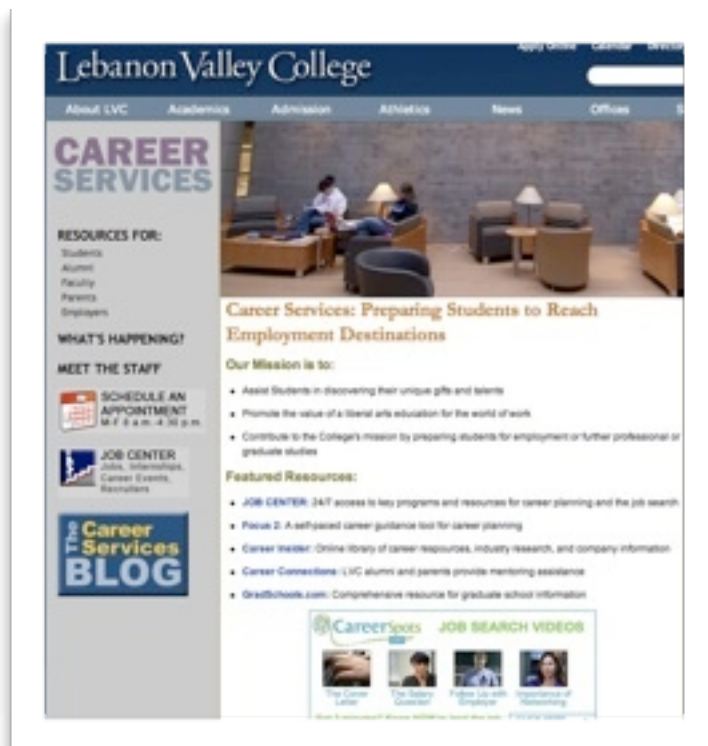 Apply Online Calendar
Lebanon Valley College
About LVC Academics Admission Athletics News Offices
CAREER
SERVICES
RESOURCES FOR:
Students
Alumni
Faculty
Parents
Employers
WHAT'S HAPPENING?
MEET THE STAFF
SCHEDULE AN
APPOINTMENT
M-F 8 a.m.-4:30 p.m.
JOB CENTER
Jobs, Internships,
Career Events,
Recruiters
The Career
Services
BLOG
Career Services: Preparing Students to Reach
Employment Destinations
Our Mission is to:
• Assist Students in discovering their unique gifts and talents
• Promote the value of a liberal arts education for the world of work
• Contribute to the College's mission by preparing students for employment or further professional or
graduate studies
Featured Resources:
• JOB CENTER: 24/7 access to key programs and resources for career planning and the job search
• Focus 2: A self-paced career guidance tool for career planning
• Career Insider: Online library of career resources, industry research, and company information
• Career Connections: LVC alumni and parents provide mentoring assistance
• GradSchools.com: Comprehensive resource for graduate school information
CareerSpots JOB SEARCH VIDEOS
The Cover
Letter
The Salary
Question
Follow Up with
Employer
Importance of
Networking